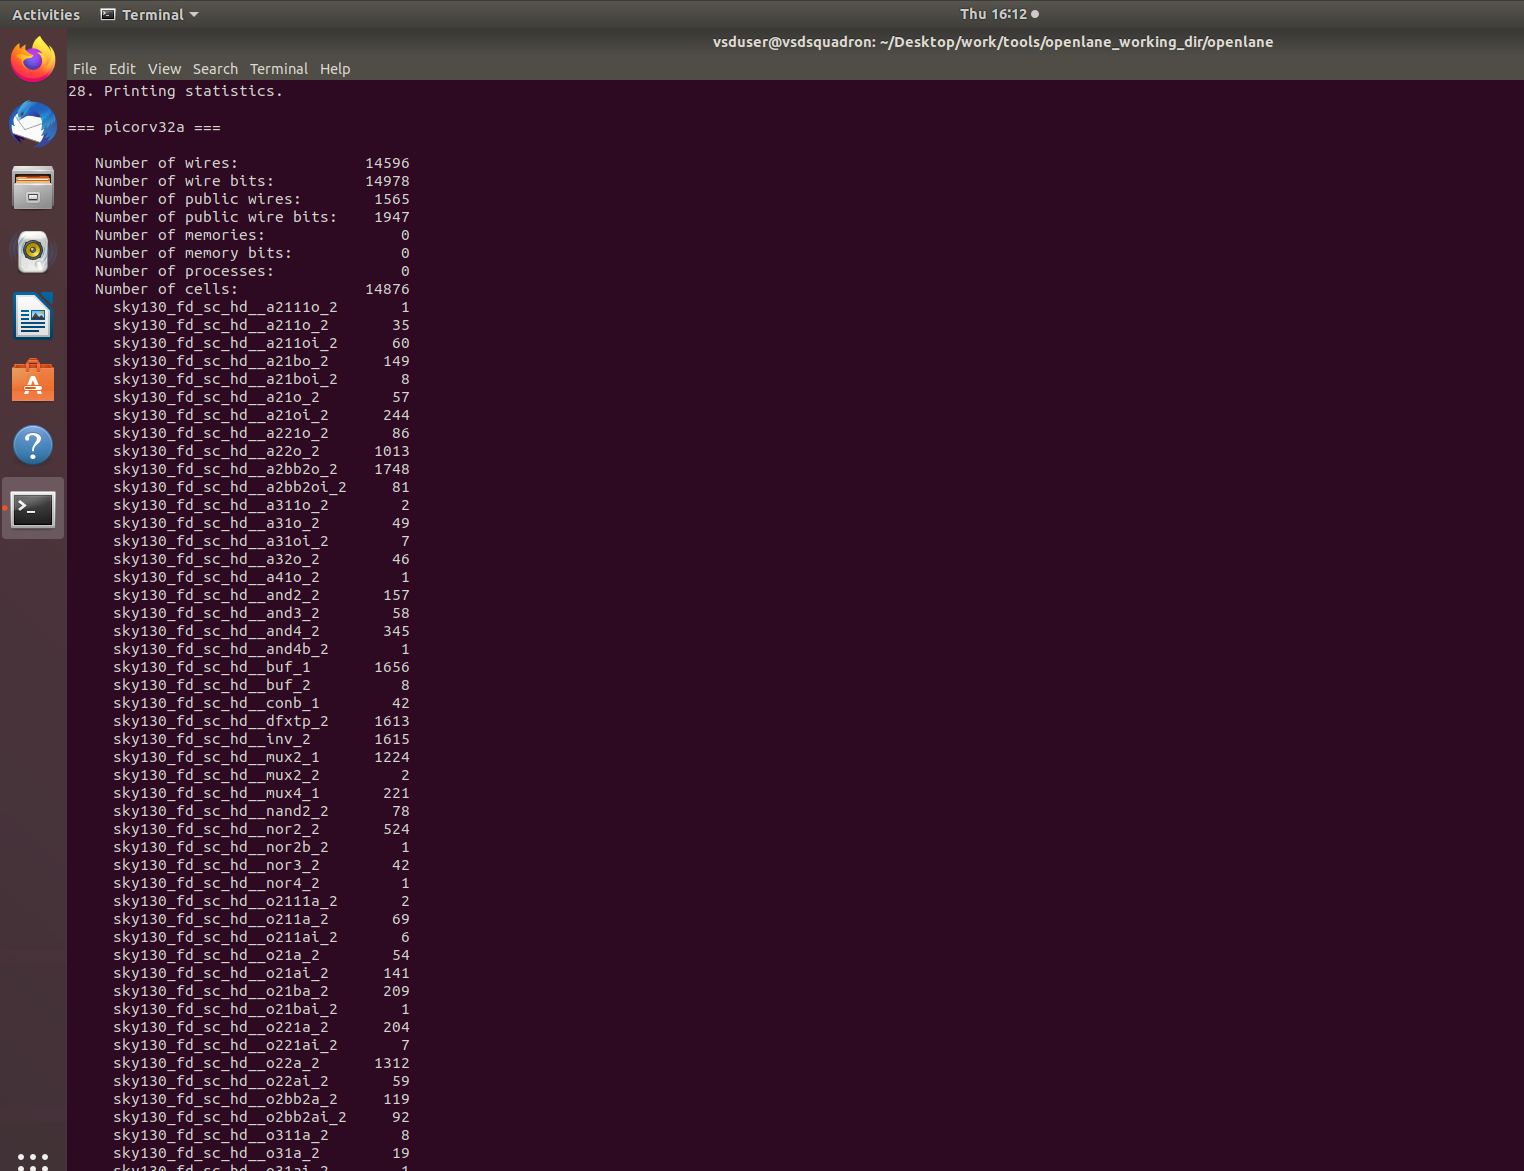 Activities Terminal Thu 16:12
vsduser@vsdsquadron: ~/Desktop/work/tools/openlane_working_dir/openlane
File Edit View Search Terminal Help
28. Printing statistics.
=== picorv32a ===
Number of wires: 14596
Number of wire bits: 14978
Number of public wires: 1565
Number of public wire bits: 1947
Number of memories: 0
Number of memory bits: 0
Number of processes: 0
Number of cells: 14876
sky130_fd_sc_hd__a2111o_2 1
sky130_fd_sc_hd__a211o_2 35
sky130_fd_sc_hd__a211oi_2 60
sky130_fd_sc_hd__a21bo_2 149
sky130_fd_sc_hd__a21boi_2 8
sky130_fd_sc_hd__a21o_2 57
sky130_fd_sc_hd__a21oi_2 244
sky130_fd_sc_hd__a221o_2 86
sky130_fd_sc_hd__a22o_2 1013
sky130_fd_sc_hd__a2bb2o_2 1748
sky130_fd_sc_hd__a2bb2oi_2 81
sky130_fd_sc_hd__a311o_2 2
sky130_fd_sc_hd__a31o_2 49
sky130_fd_sc_hd__a31oi_2 7
sky130_fd_sc_hd__a32o_2 46
sky130_fd_sc_hd__a41o_2 1
sky130_fd_sc_hd__and2_2 157
sky130_fd_sc_hd__and3_2 58
sky130_fd_sc_hd__and4_2 345
sky130_fd_sc_hd__and4b_2 1
sky130_fd_sc_hd__buf_1 1656
sky130_fd_sc_hd__buf_2 8
sky130_fd_sc_hd__conb_1 42
sky130_fd_sc_hd__dfxtp_2 1613
sky130_fd_sc_hd__inv_2 1615
sky130_fd_sc_hd__mux2_1 1224
sky130_fd_sc_hd__mux2_2 2
sky130_fd_sc_hd__mux4_1 221
sky130_fd_sc_hd__nand2_2 78
sky130_fd_sc_hd__nor2_2 524
sky130_fd_sc_hd__nor2b_2 1
sky130_fd_sc_hd__nor3_2 42
sky130_fd_sc_hd__nor4_2 1
sky130_fd_sc_hd__o2111a_2 2
sky130_fd_sc_hd__o211a_2 69
sky130_fd_sc_hd__o211ai_2 6
sky130_fd_sc_hd__o21a_2 54
sky130_fd_sc_hd__o21ai_2 141
sky130_fd_sc_hd__o21ba_2 209
sky130_fd_sc_hd__o21bai_2 1
sky130_fd_sc_hd__o221a_2 204
sky130_fd_sc_hd__o221ai_2 7
sky130_fd_sc_hd__o22a_2 1312
sky130_fd_sc_hd__o22ai_2 59
sky130_fd_sc_hd__o2bb2a_2 119
sky130_fd_sc_hd__o2bb2ai_2 92
sky130_fd_sc_hd__o311a_2 8
sky130_fd_sc_hd__o31a_2 19
sky130_fd_sc_hd__o31ai_2 1